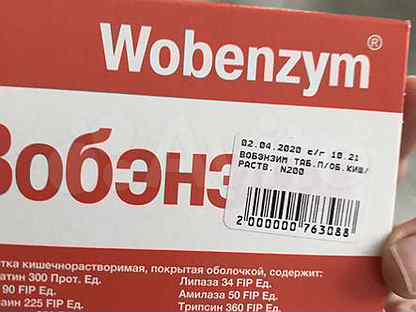 Wobenzym®
Вобэнз
02.04.2020 с/г 10.21
ВОБЭНЗИМ ТАБ.П/ОБ.КИШ/
РАСТВ. N200
2 000000 763088
тка кишечнорастворимая, покрытая оболочкой, содержит:
атин 300 Прот. Ед.
Липаза 34 FIP Ед.
90 FIP Ед.
Амилаза 50 FIP Ед.
аин 225 FIP Ед.
Трипсин 360 FIP Ед.